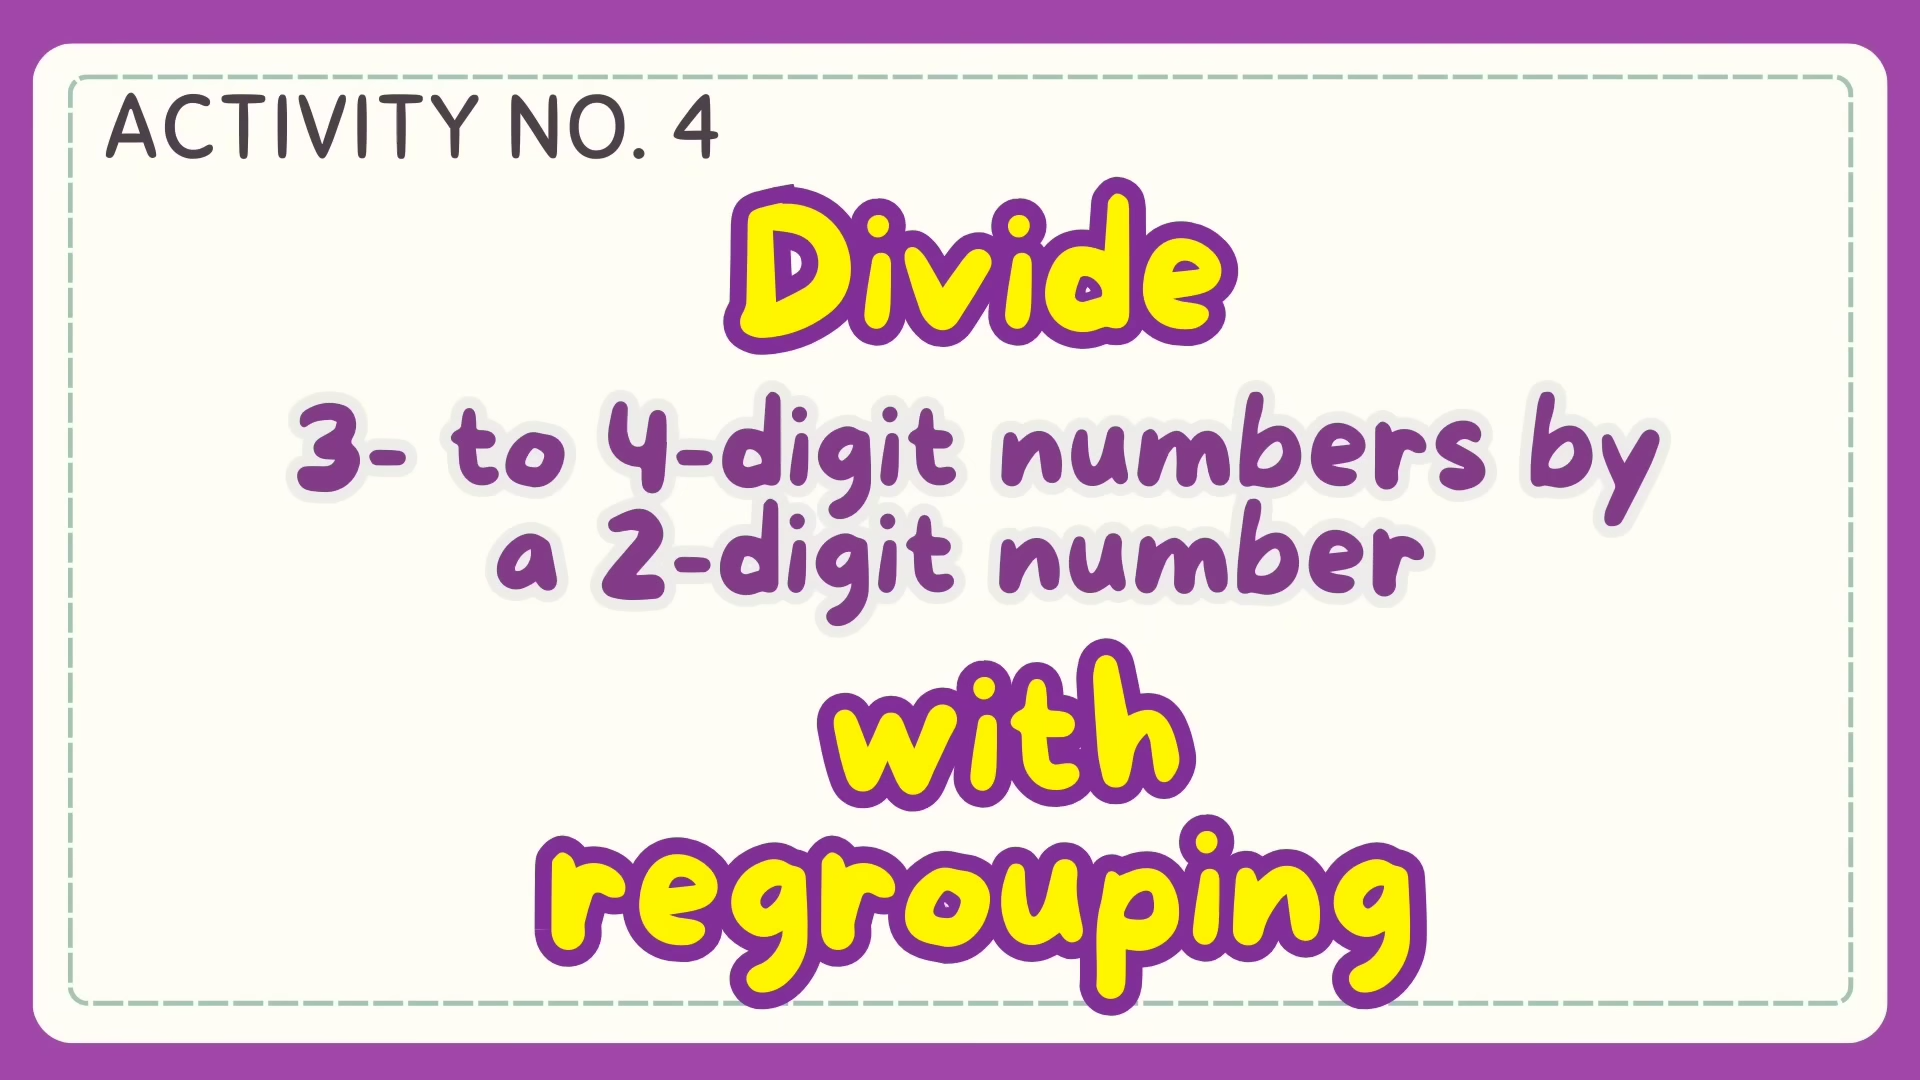 ACTIVITY NO. 4
Divide
3- to 4-digit numbers by
a 2-digit number
with
regrouping